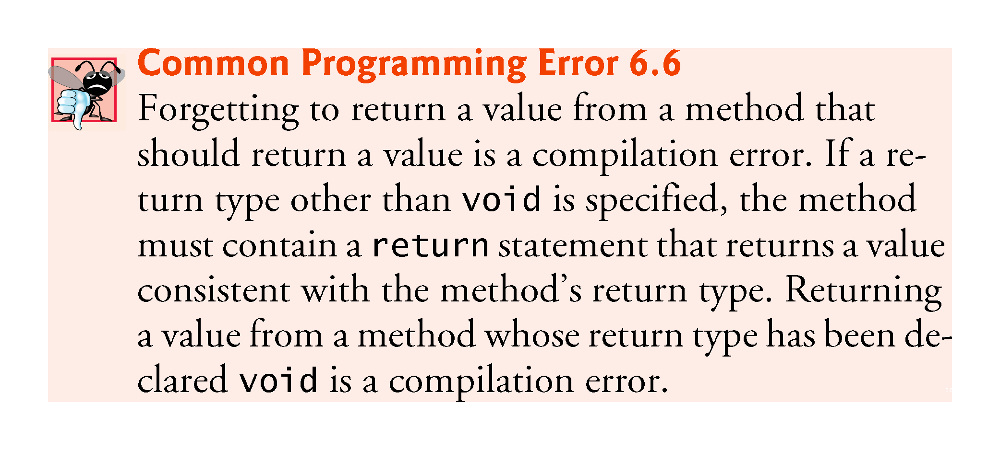 Common Programming Error 6.6
Forgetting to return a value from a method that
should return a value is a compilation error. If a re-
turn type other than void is specified, the method
must contain a return statement that returns a value
consistent with the method’s return type. Returning
a value from a method whose return type has been de-
clared void is a compilation error.